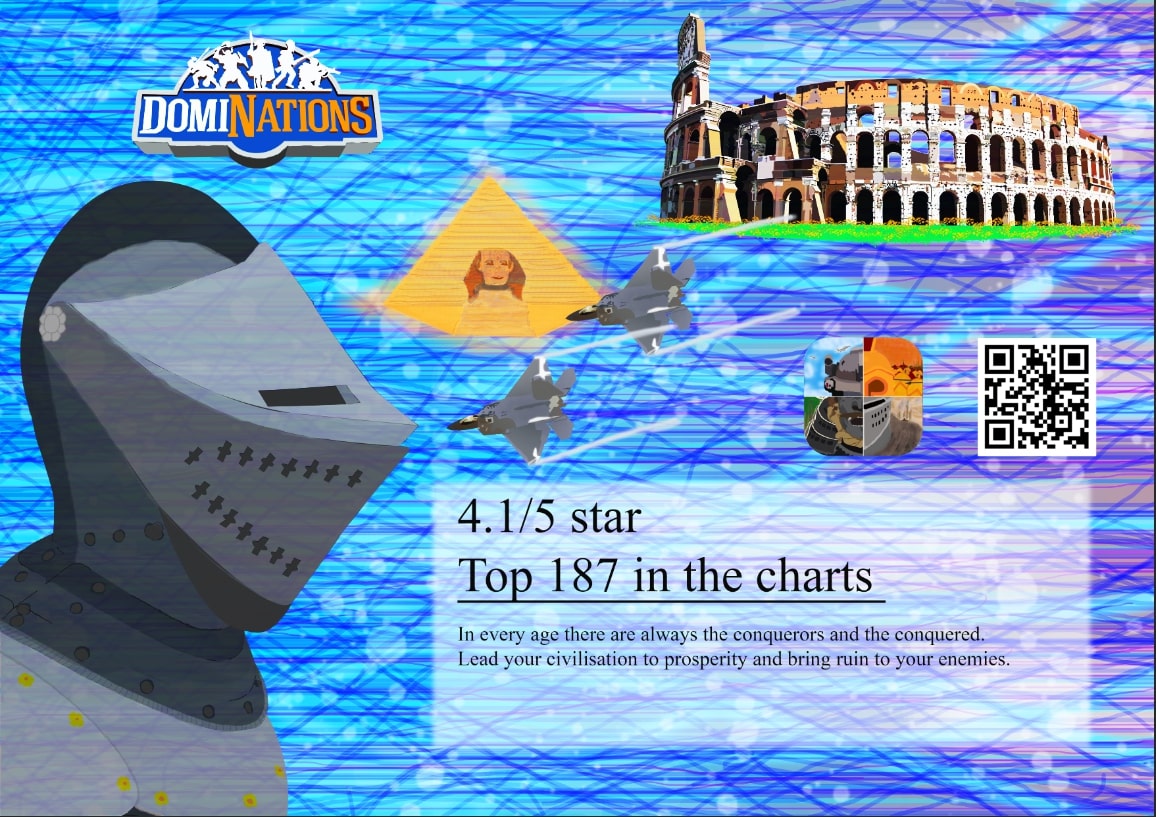 DOMINATIONS
4.1/5 star
Top 187 in the charts
In every age there are always the conquerors and the conquered.
Lead your civilisation to prosperity and bring ruin to your enemies.